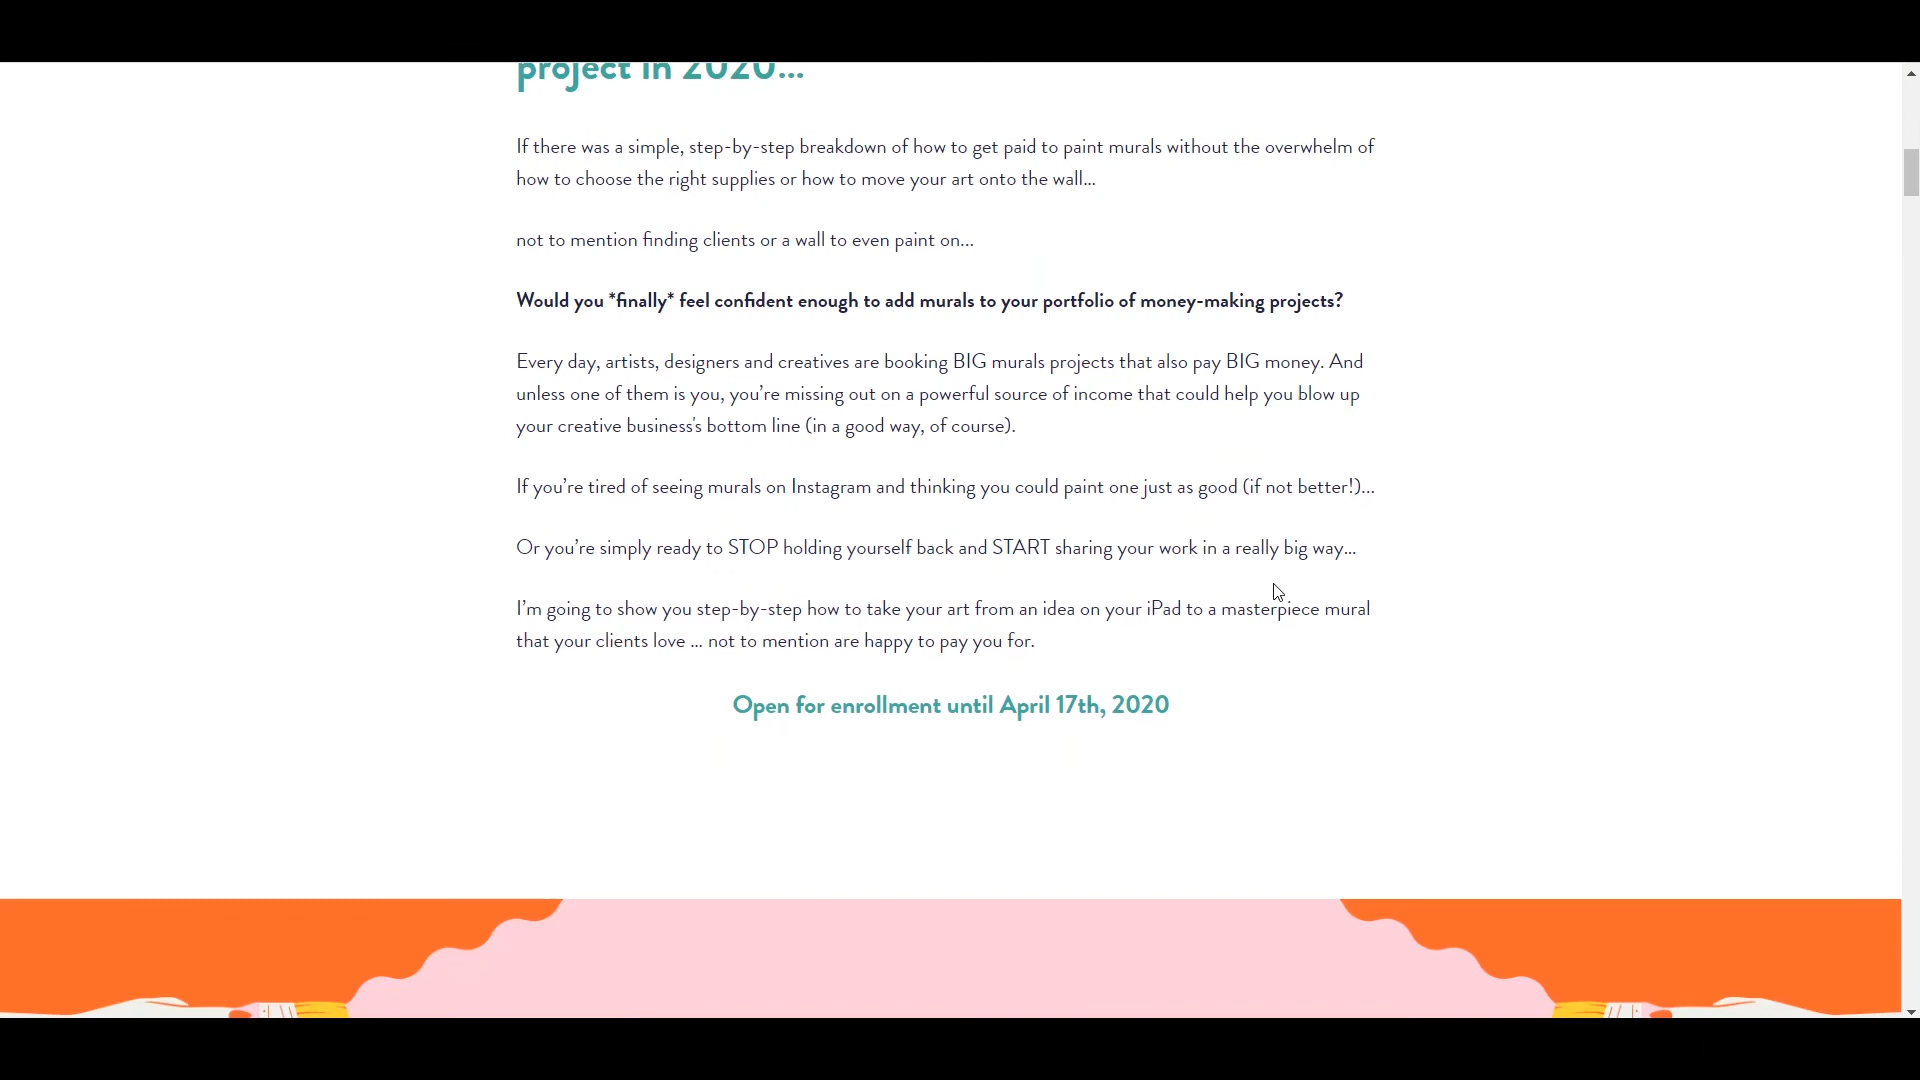 project in 2020...
If there was a simple, step-by-step breakdown of how to get paid to paint murals without the overwhelm of
how to choose the right supplies or how to move your art onto the wall...
not to mention finding clients or a wall to even paint on...
Would you *finally* feel confident enough to add murals to your portfolio of money-making projects?
Every day, artists, designers and creatives are booking BIG murals projects that also pay BIG money. And
unless one of them is you, you’re missing out on a powerful source of income that could help you blow up
your creative business's bottom line (in a good way, of course).
If you’re tired of seeing murals on Instagram and thinking you could paint one just as good (if not better!)...
Or you’re simply ready to STOP holding yourself back and START sharing your work in a really big way...
I’m going to show you step-by-step how to take your art from an idea on your iPad to a masterpiece mural
that your clients love ... not to mention are happy to pay you for.
Open for enrollment until April 17th, 2020